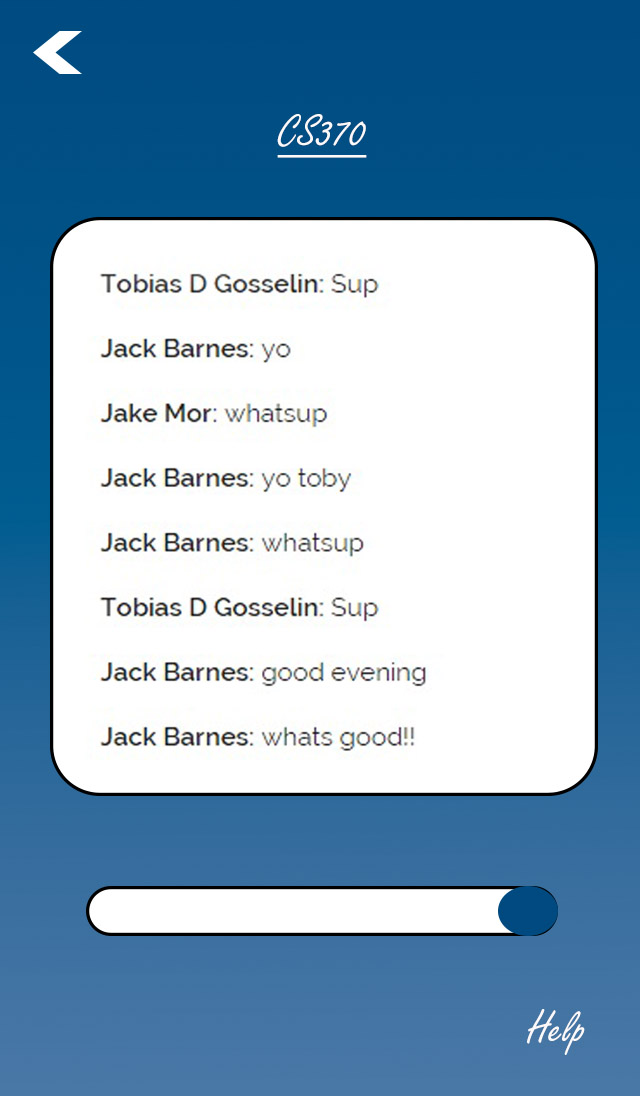 CS370
Tobias D Gosselin: Sup
Jack Barnes: yo
Jake Mor: whatsup
Jack Barnes: yo toby
Jack Barnes: whatsup
Tobias D Gosselin: Sup
Jack Barnes: good evening
Jack Barnes: whats good!!
Help